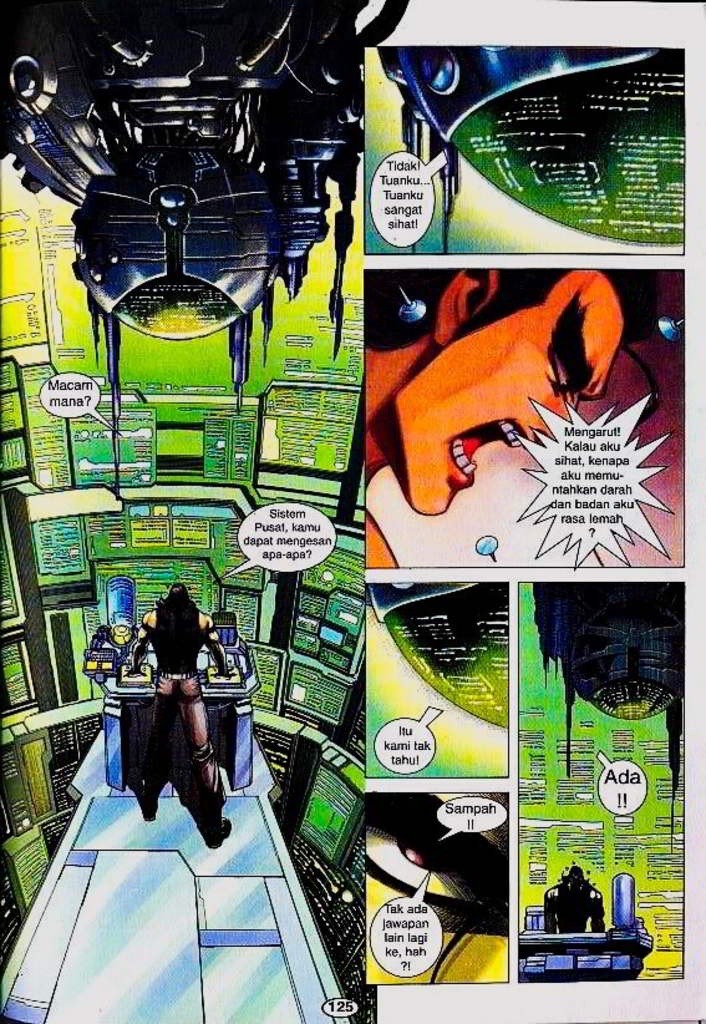 Macam
mana?
Sistem
Pusat, kamu
dapat mengesan
apa-apa?
Tidak!
Tuanku...
Tuanku
sangat
sihat!
Mengarut!
Kalau aku
sihat, kenapa
aku memu-
ntahkan darah
dan badan aku
rasa lemah
?
Itu
kami tak
tahu!
Sampah
!!
Tak ada
jawapan
lain lagi
ke, hah
?!
Ada
!!
125